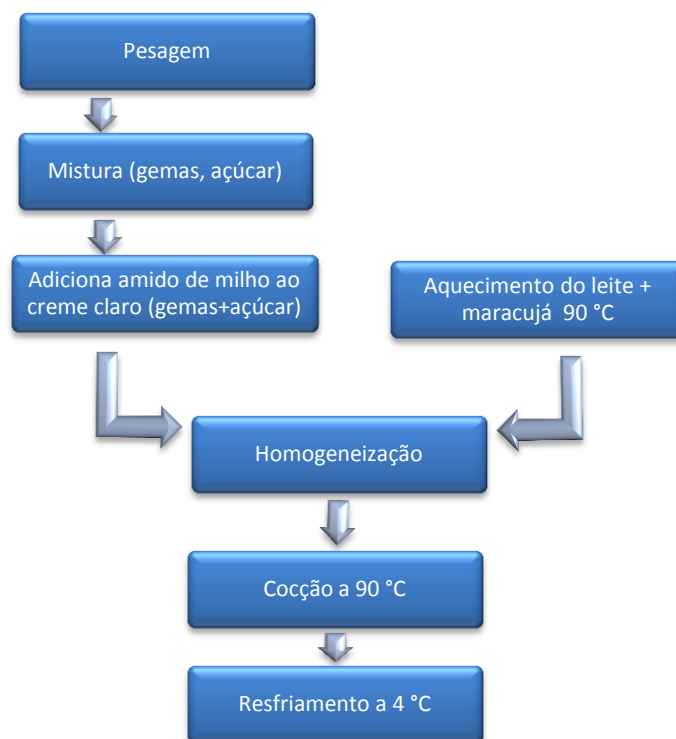 Pesagem
Mistura (gemas, açúcar)
Adiciona amido de milho ao
creme claro (gemas+açúcar)
Aquecimento do leite +
maracujá 90 °C
Homogeneização
Cocção a 90 °C
Resfriamento a 4 °C